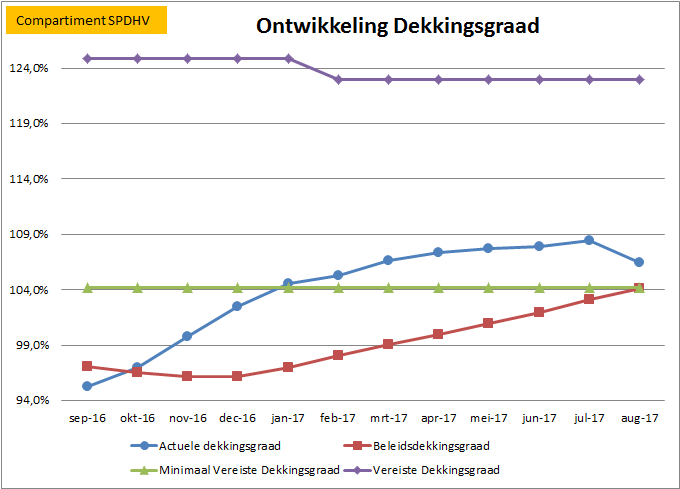 Compartiment SPDHV
Ontwikkeling Dekkingsgraad
124,0%
119,0%
114,0%
109,0%
104,0%
99,0%
94,0%
sep-16 okt-16 nov-16 dec-16 jan-17 feb-17 mrt-17 apr-17 mei-17 jun-17 jul-17 aug-17
Actuele dekkingsgraad Beleidsdekkingsgraad
Minimaal Vereiste Dekkingsgraad Vereiste Dekkingsgraad